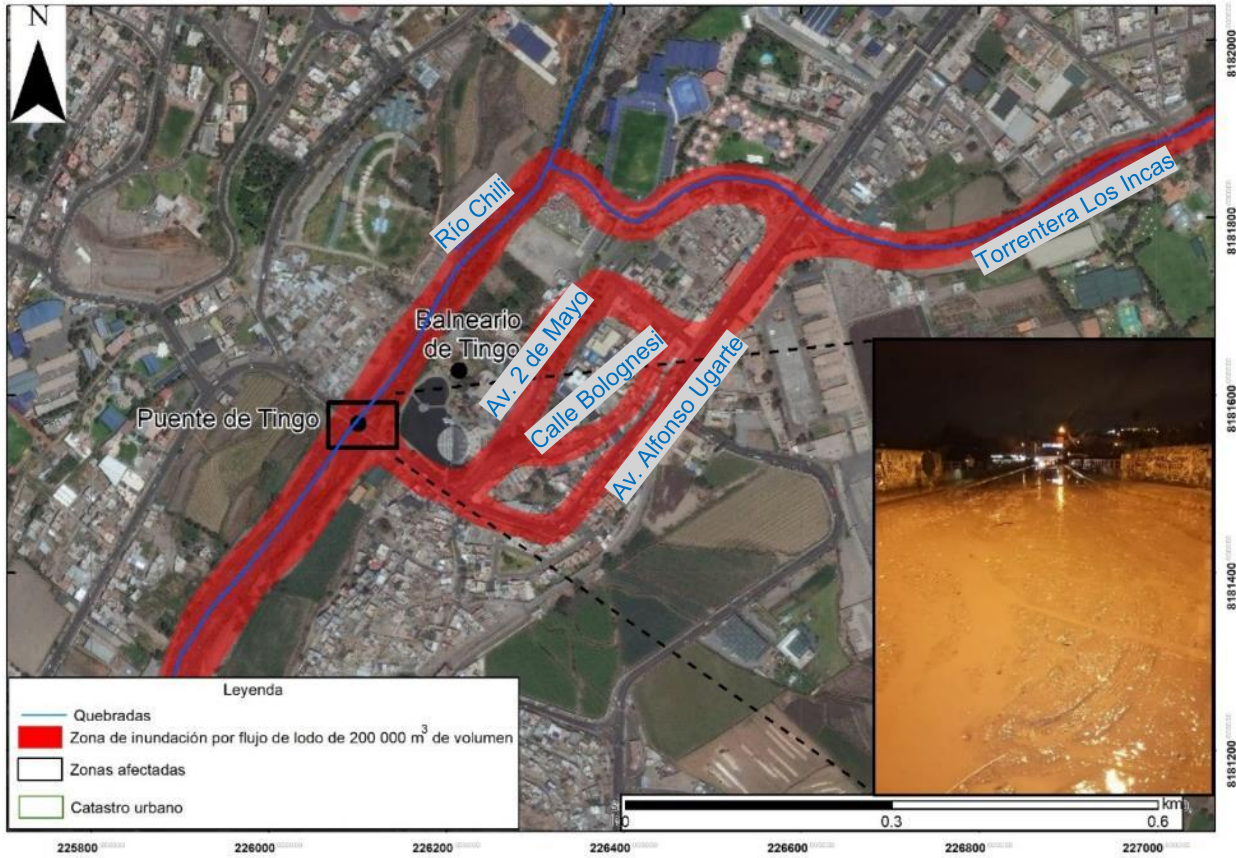 N
8182000
Río Chili
8181800
Torrentera Los Incas
Balneario
de Tingo
Av. 2 de Mayo
Calle Bolognesi
Av. Alfonso Ugarte
8181600
Puente de Tingo
8181400
8181200
Leyenda
Quebradas
Zona de inundación por flujo de lodo de 200 000 m³ de volumen
Zonas afectadas
Catastro urbano
km
0 0.3 0.6
225800 226000 226200 226400 226600 226800 227000